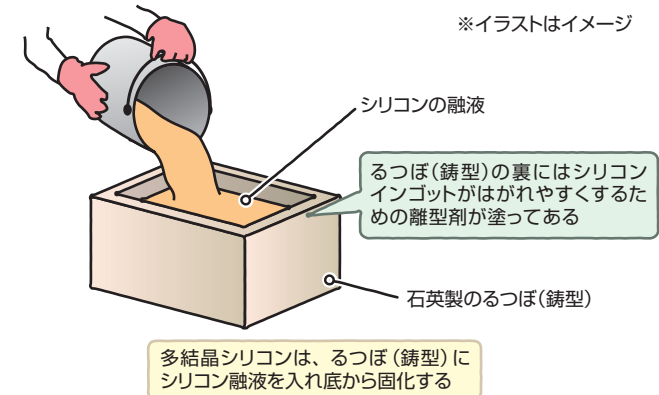 ※イラストはイメージ
シリコンの融液
るつぼ(鋳型)の裏にはシリコン
インゴットがはがれやすくするた
めの離型剤が塗ってある
石英製のるつぼ(鋳型)
多結晶シリコンは、るつぼ(鋳型)に
シリコン融液を入れ底から固化する